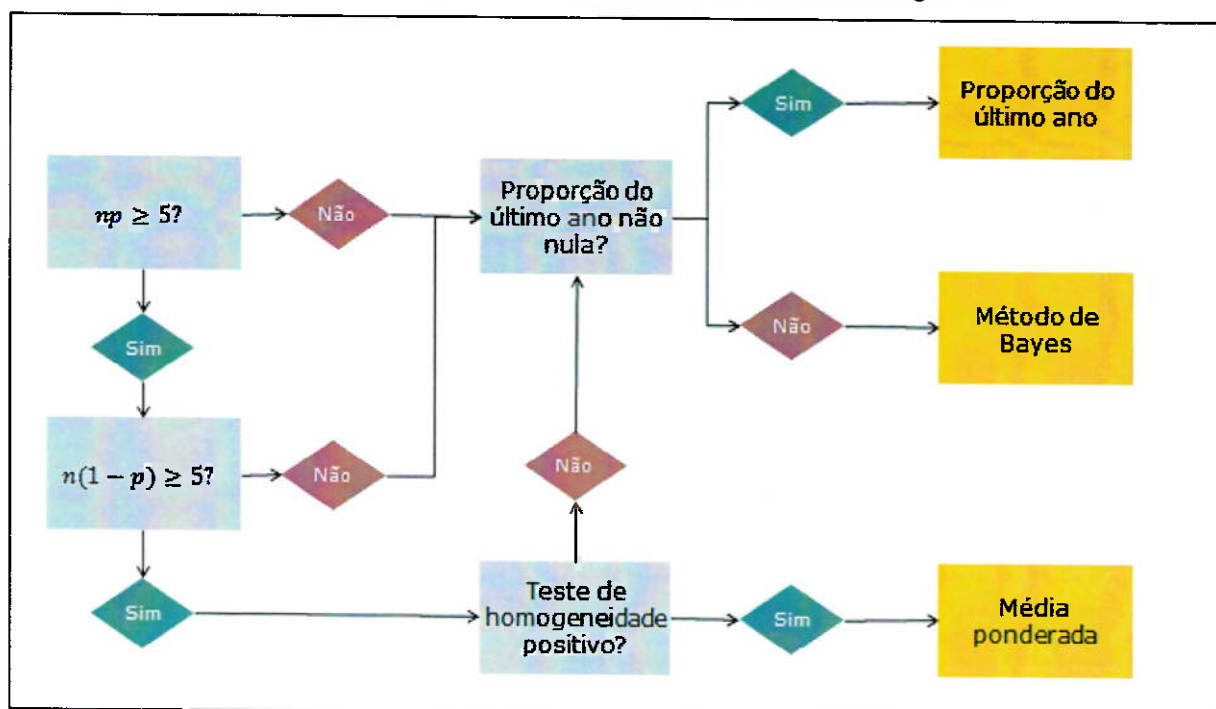 Sim
Proporção do
último ano
np ≥ 5?
Não
Proporção do
último ano não
nula?
Sim
Não
Método de
Bayes
n(1 − p) ≥ 5?
Não
Não
Sim
Teste de
homogeneidade
positivo?
Sim
Média
ponderada